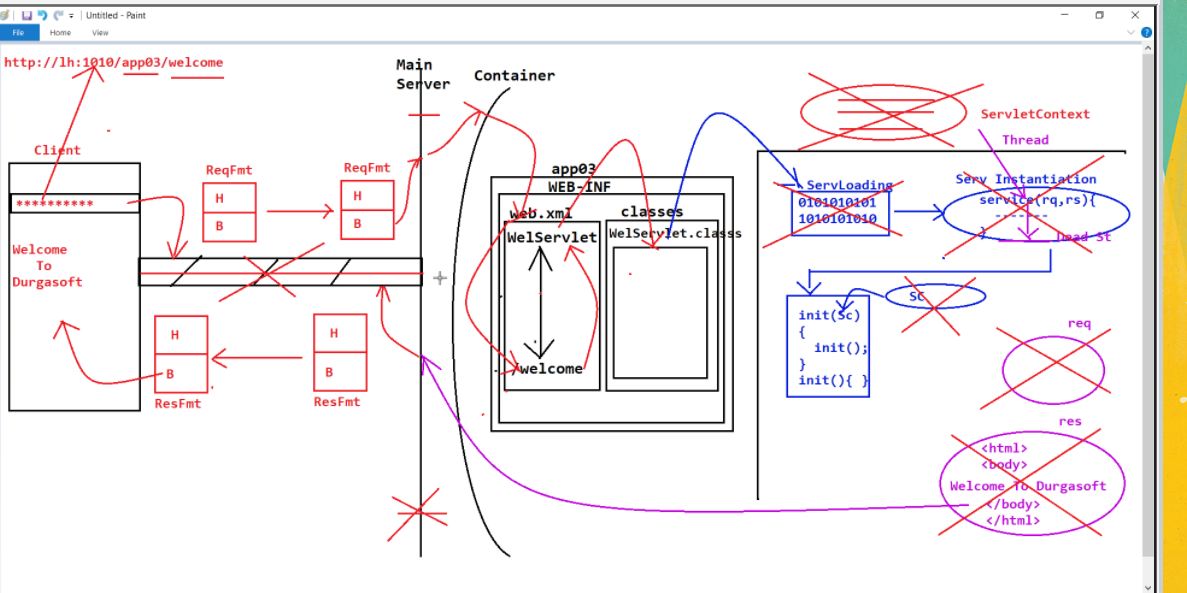 Untitled - Paint
File
Home
View
http://lh:1010/app03/welcome
Main
Server
Container
Client
**********
Welcome
To
Durgasoft
ReqFmt
H
B
ReqFmt
H
B
H
B
ResFmt
H
B
ResFmt
app03
WEB-INF
web.xml
WelServlet
/welcome
classes
WelServlet.classs
ServletContext
Thread
ServLoading
0101010101
1010101010
Serv Instantiation
service(rq,rs){
--------
}
Dead St
SC
init(Sc)
{
init();
}
init(){ }
req
res
<html>
<body>
Welcome To Durgasoft
</body>
</html>